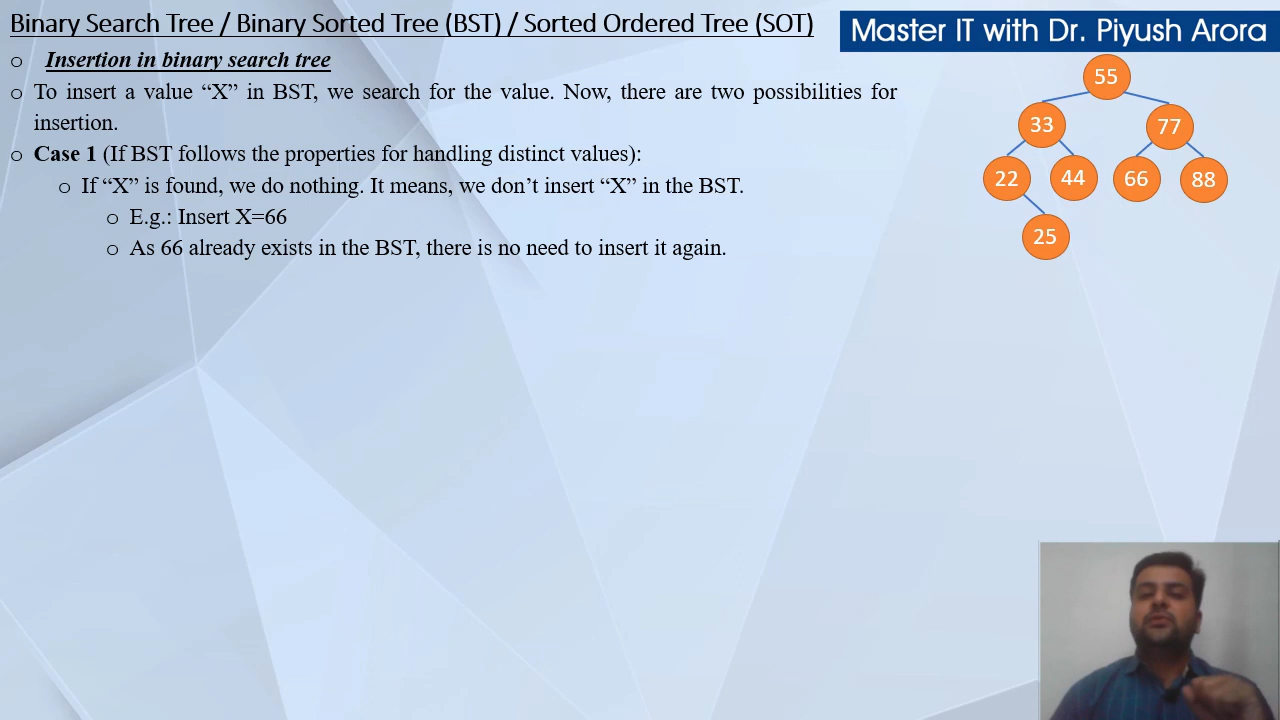 Binary Search Tree / Binary Sorted Tree (BST) / Sorted Ordered Tree (SOT)
Master IT with Dr. Piyush Arora
o Insertion in binary search tree
o To insert a value “X” in BST, we search for the value. Now, there are two possibilities for
insertion.
o Case 1 (If BST follows the properties for handling distinct values):
o If “X” is found, we do nothing. It means, we don’t insert “X” in the BST.
o E.g.: Insert X=66
o As 66 already exists in the BST, there is no need to insert it again.
55
33 77
22 44 66 88
25